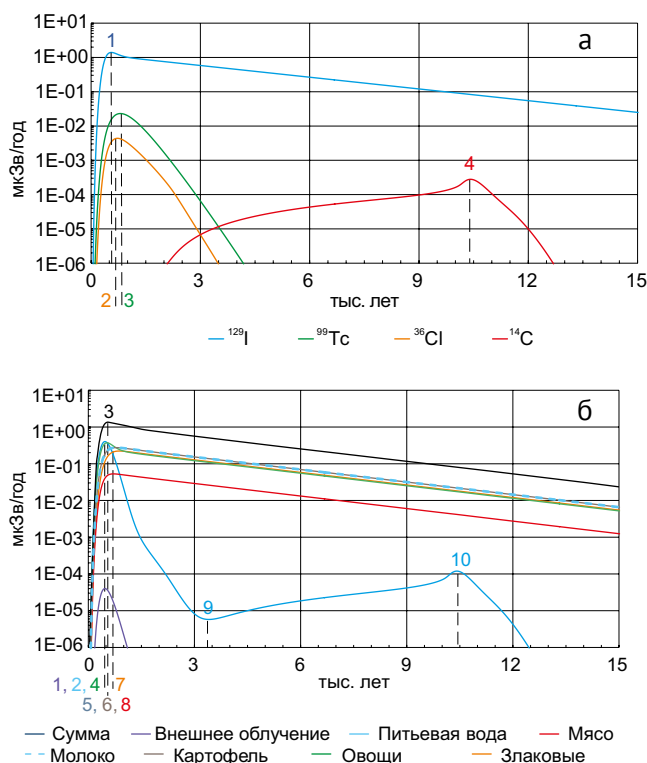 1E+01
1E+00
1E-01
1E-02
1E-03
1E-04
1E-05
1E-06
мкЗв/год
1
а
4
0 3 6 9 12 15
2 3
тыс. лет
¹²⁹I ⁹⁹Tc ³⁶Cl ¹⁴C
1E+01
1E+00
1E-01
1E-02
1E-03
1E-04
1E-05
1E-06
мкЗв/год
3
б
9
10
0 3 6 9 12 15
тыс. лет
1, 2, 4 7
5, 6, 8
Сумма Внешнее облучение Питьевая вода Мясо
Молоко Картофель Овощи Злаковые